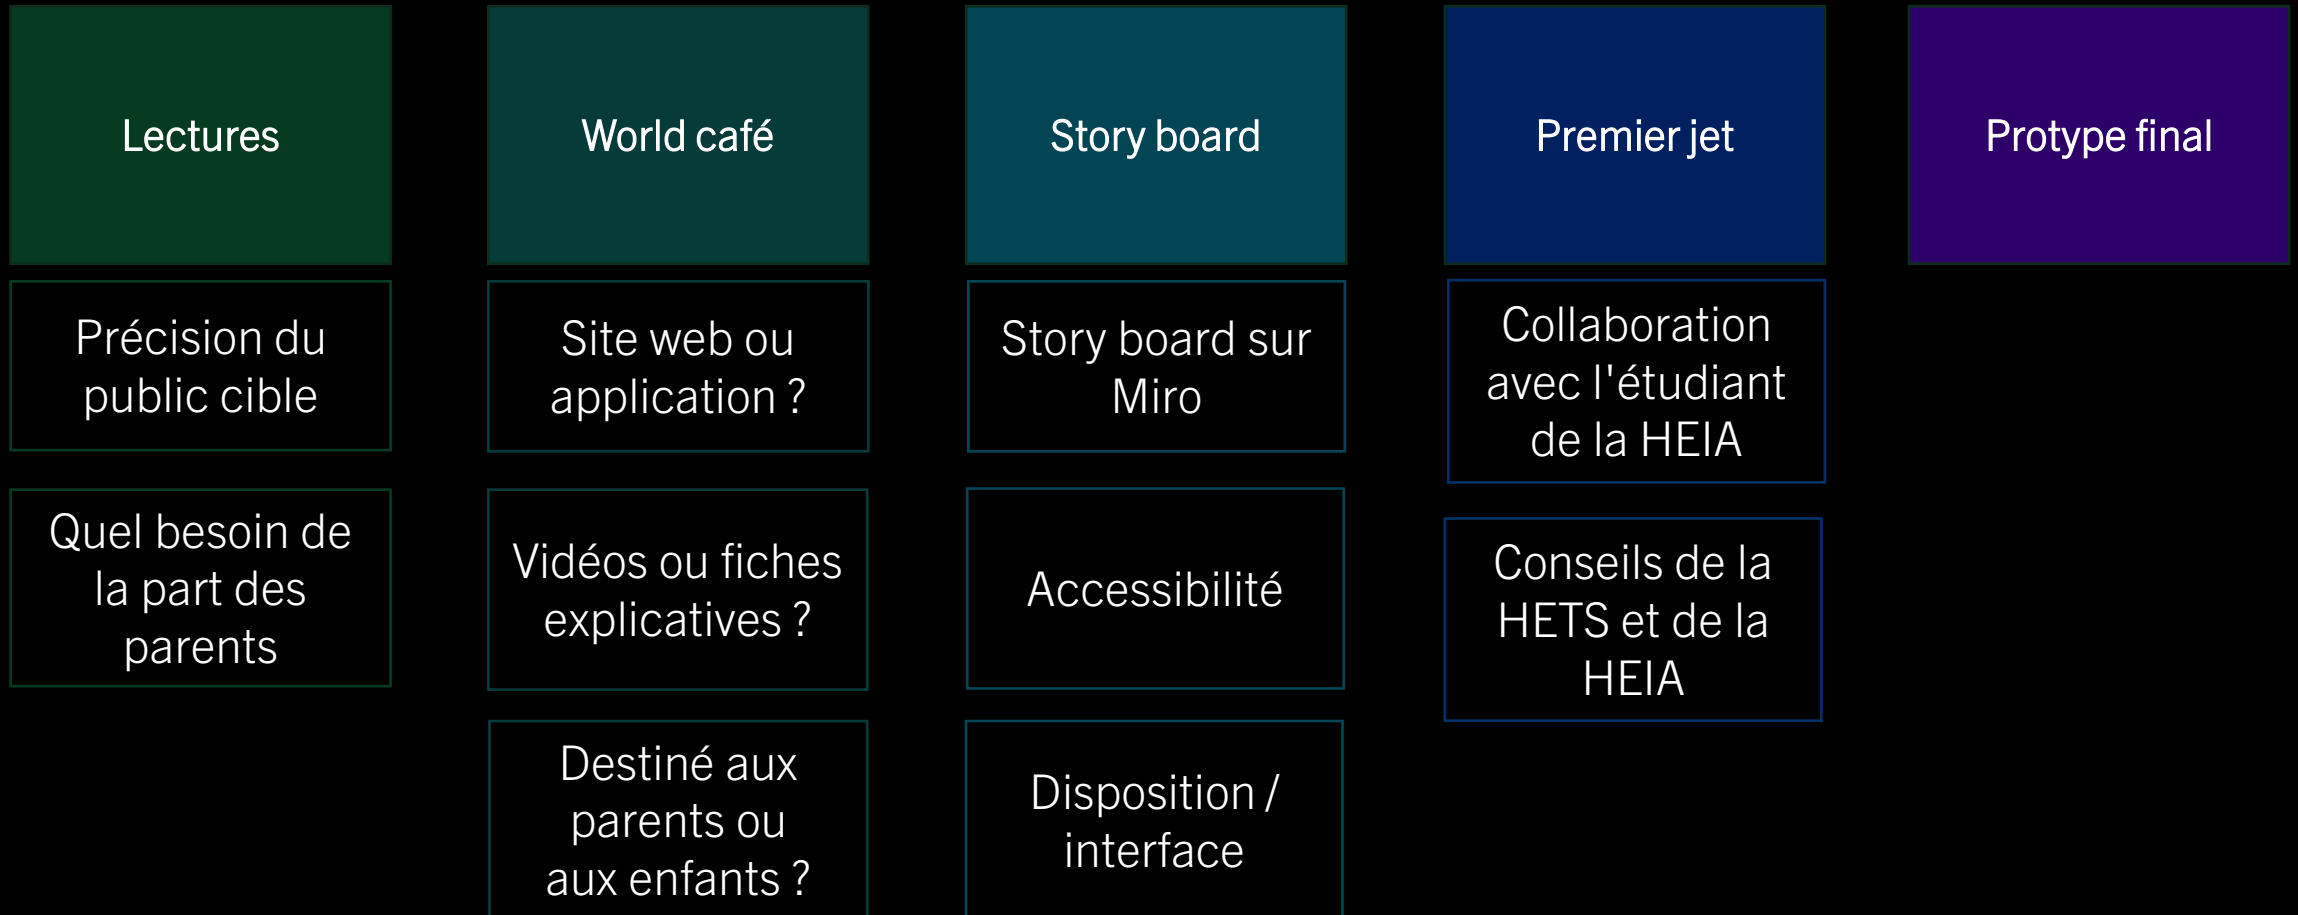 Lectures
World café
Story board
Premier jet
Protype final
Précision du
public cible
Quel besoin de
la part des
parents
Site web ou
application ?
Vidéos ou fiches
explicatives ?
Destiné aux
parents ou
aux enfants ?
Story board sur
Miro
Accessibilité
Disposition /
interface
Collaboration
avec l'étudiant
de la HEIA
Conseils de la
HETS et de la
HEIA